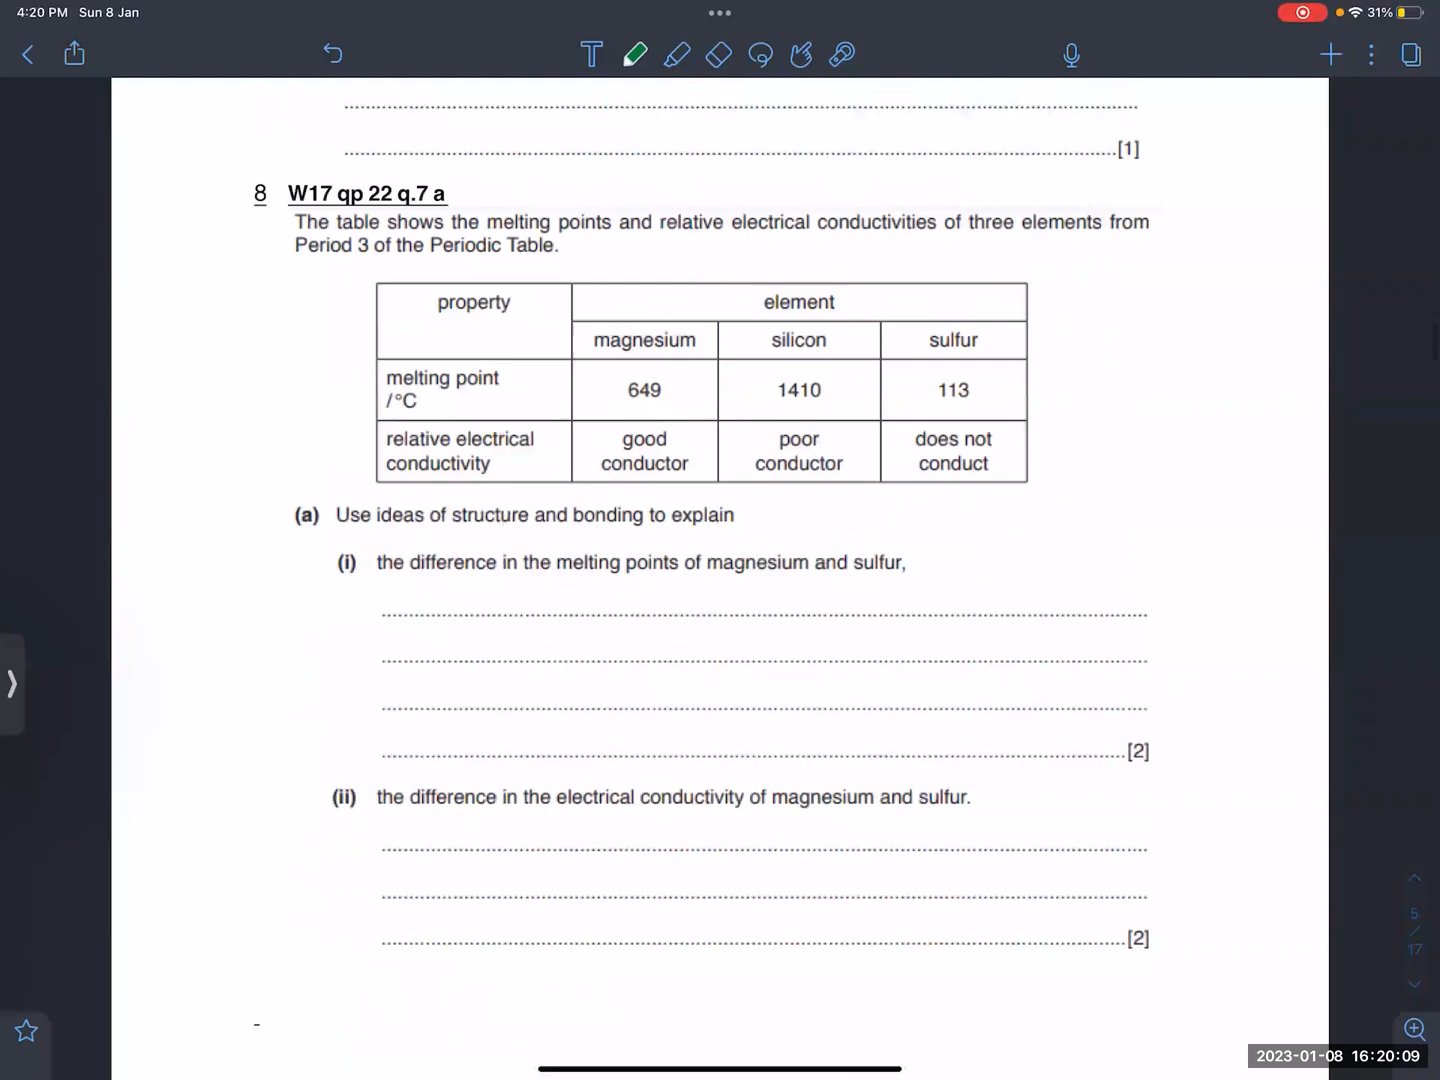 4:20 PM Sun 8 Jan
31%
[1]
8 W17 qp 22 q.7 a
The table shows the melting points and relative electrical conductivities of three elements from
Period 3 of the Periodic Table.
property element
magnesium silicon sulfur
melting point
/°C
649 1410 113
relative electrical
conductivity
good
conductor
poor
conductor
does not
conduct
(a) Use ideas of structure and bonding to explain
(i) the difference in the melting points of magnesium and sulfur,
[2]
(ii) the difference in the electrical conductivity of magnesium and sulfur.
[2]
5
/
17
2023-01-08 16:20:09